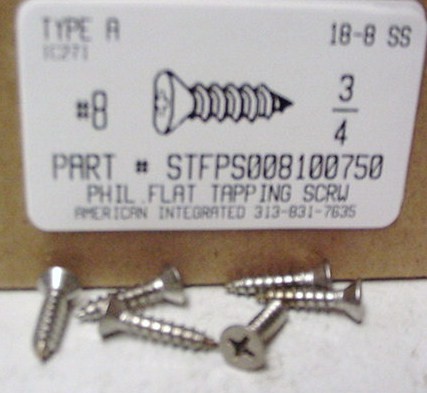 TYPE A 18-8 SS
#8 3/4
PART # STFPS008100750
PHIL.FLAT TAPPING SCRW
AMERICAN INTEGRATED 313-831-7635